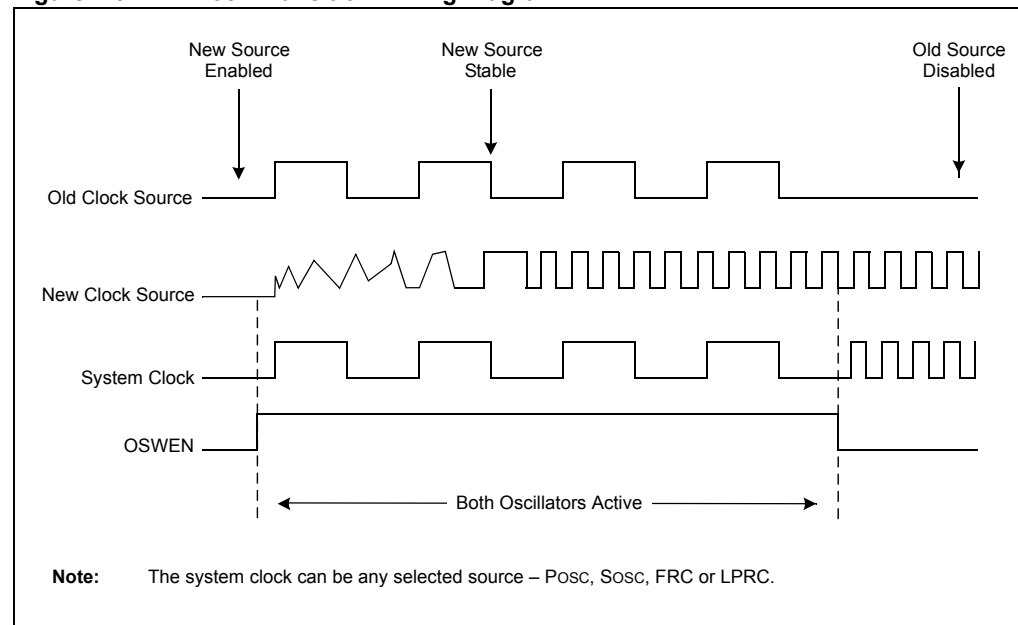 New Source
Enabled
New Source
Stable
Old Source
Disabled
Old Clock Source
New Clock Source
System Clock
OSWEN
Both Oscillators Active
Note: The system clock can be any selected source – POSC, SOSC, FRC or LPRC.